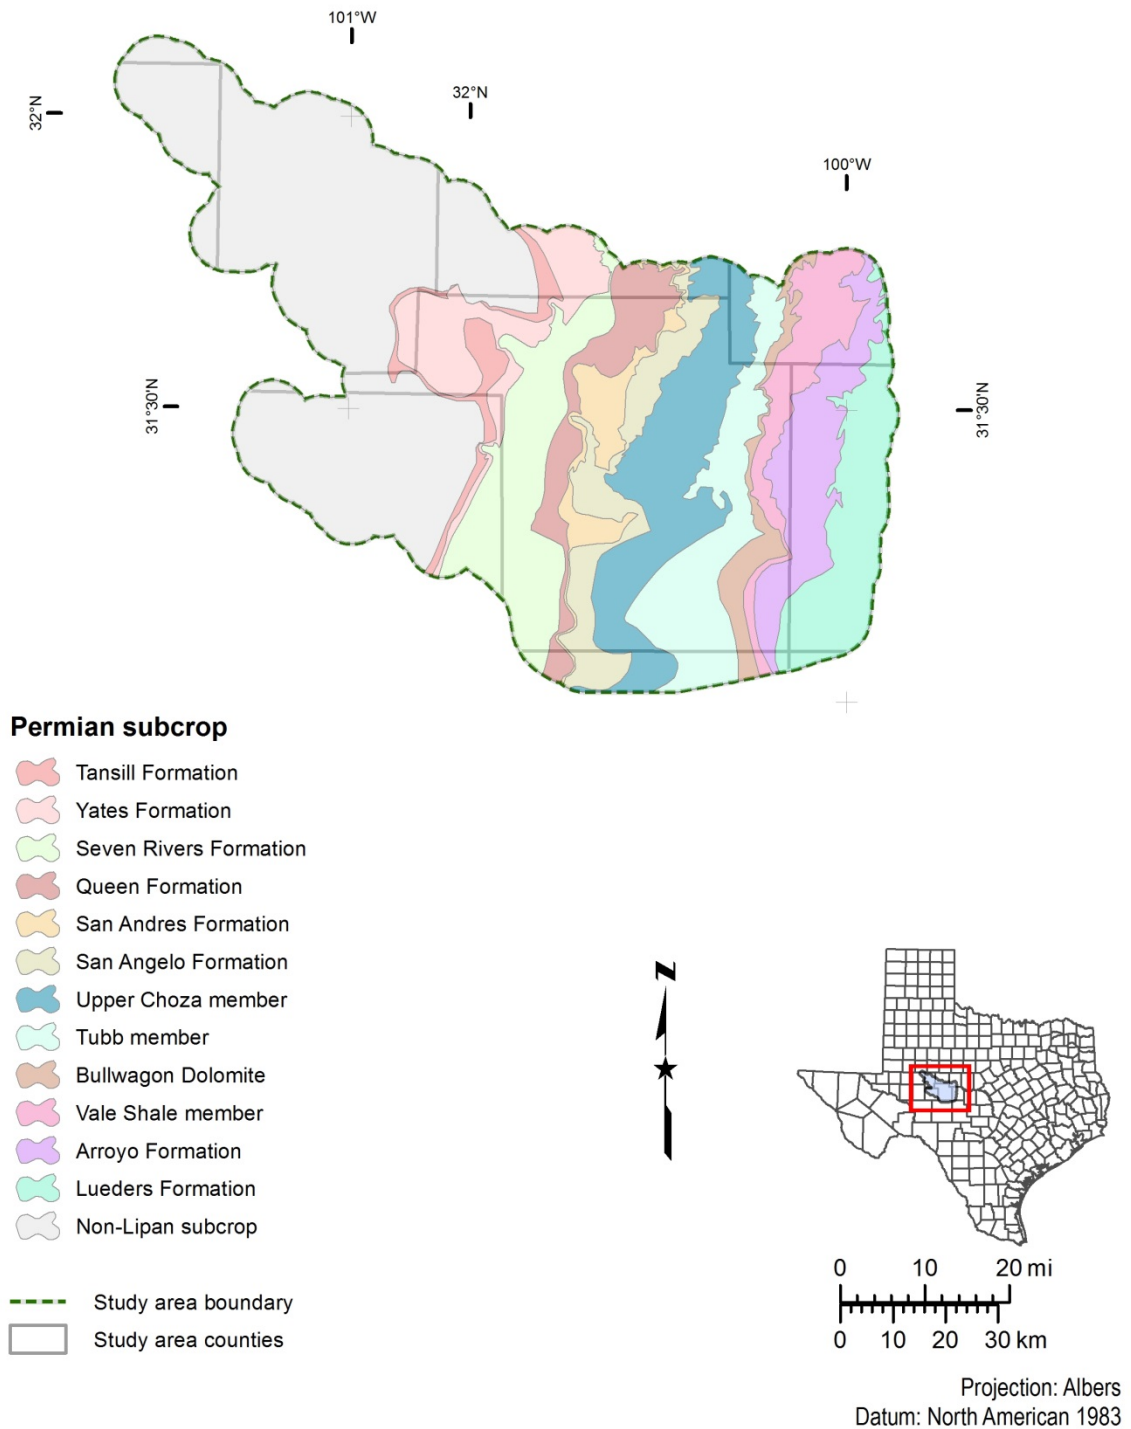 101°W
32°N
32°N
100°W
31°30'N
31°30'N
Permian subcrop
Tansill Formation
Yates Formation
Seven Rivers Formation
Queen Formation
San Andres Formation
San Angelo Formation
Upper Choza member
Tubb member
Bullwagon Dolomite
Vale Shale member
Arroyo Formation
Lueders Formation
Non-Lipan subcrop
Study area boundary
Study area counties
N
0 10 20 mi
0 10 20 30 km
Projection: Albers
Datum: North American 1983